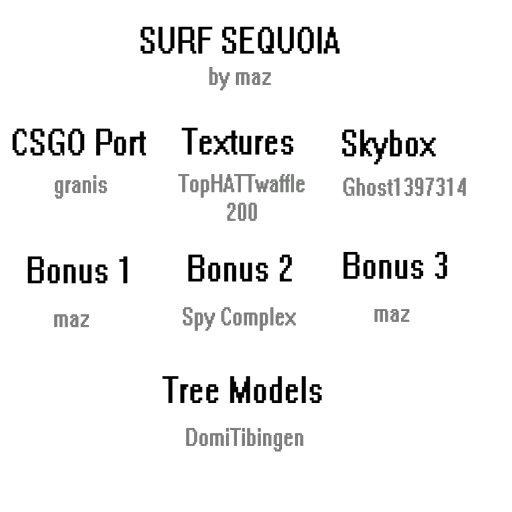 SURF SEQUOIA
by maz
CSGO Port
granis
Textures
TopHATTwaffle
200
Skybox
Ghost1397314
Bonus 1
maz
Bonus 2
Spy Complex
Bonus 3
maz
Tree Models
DomiTibingen